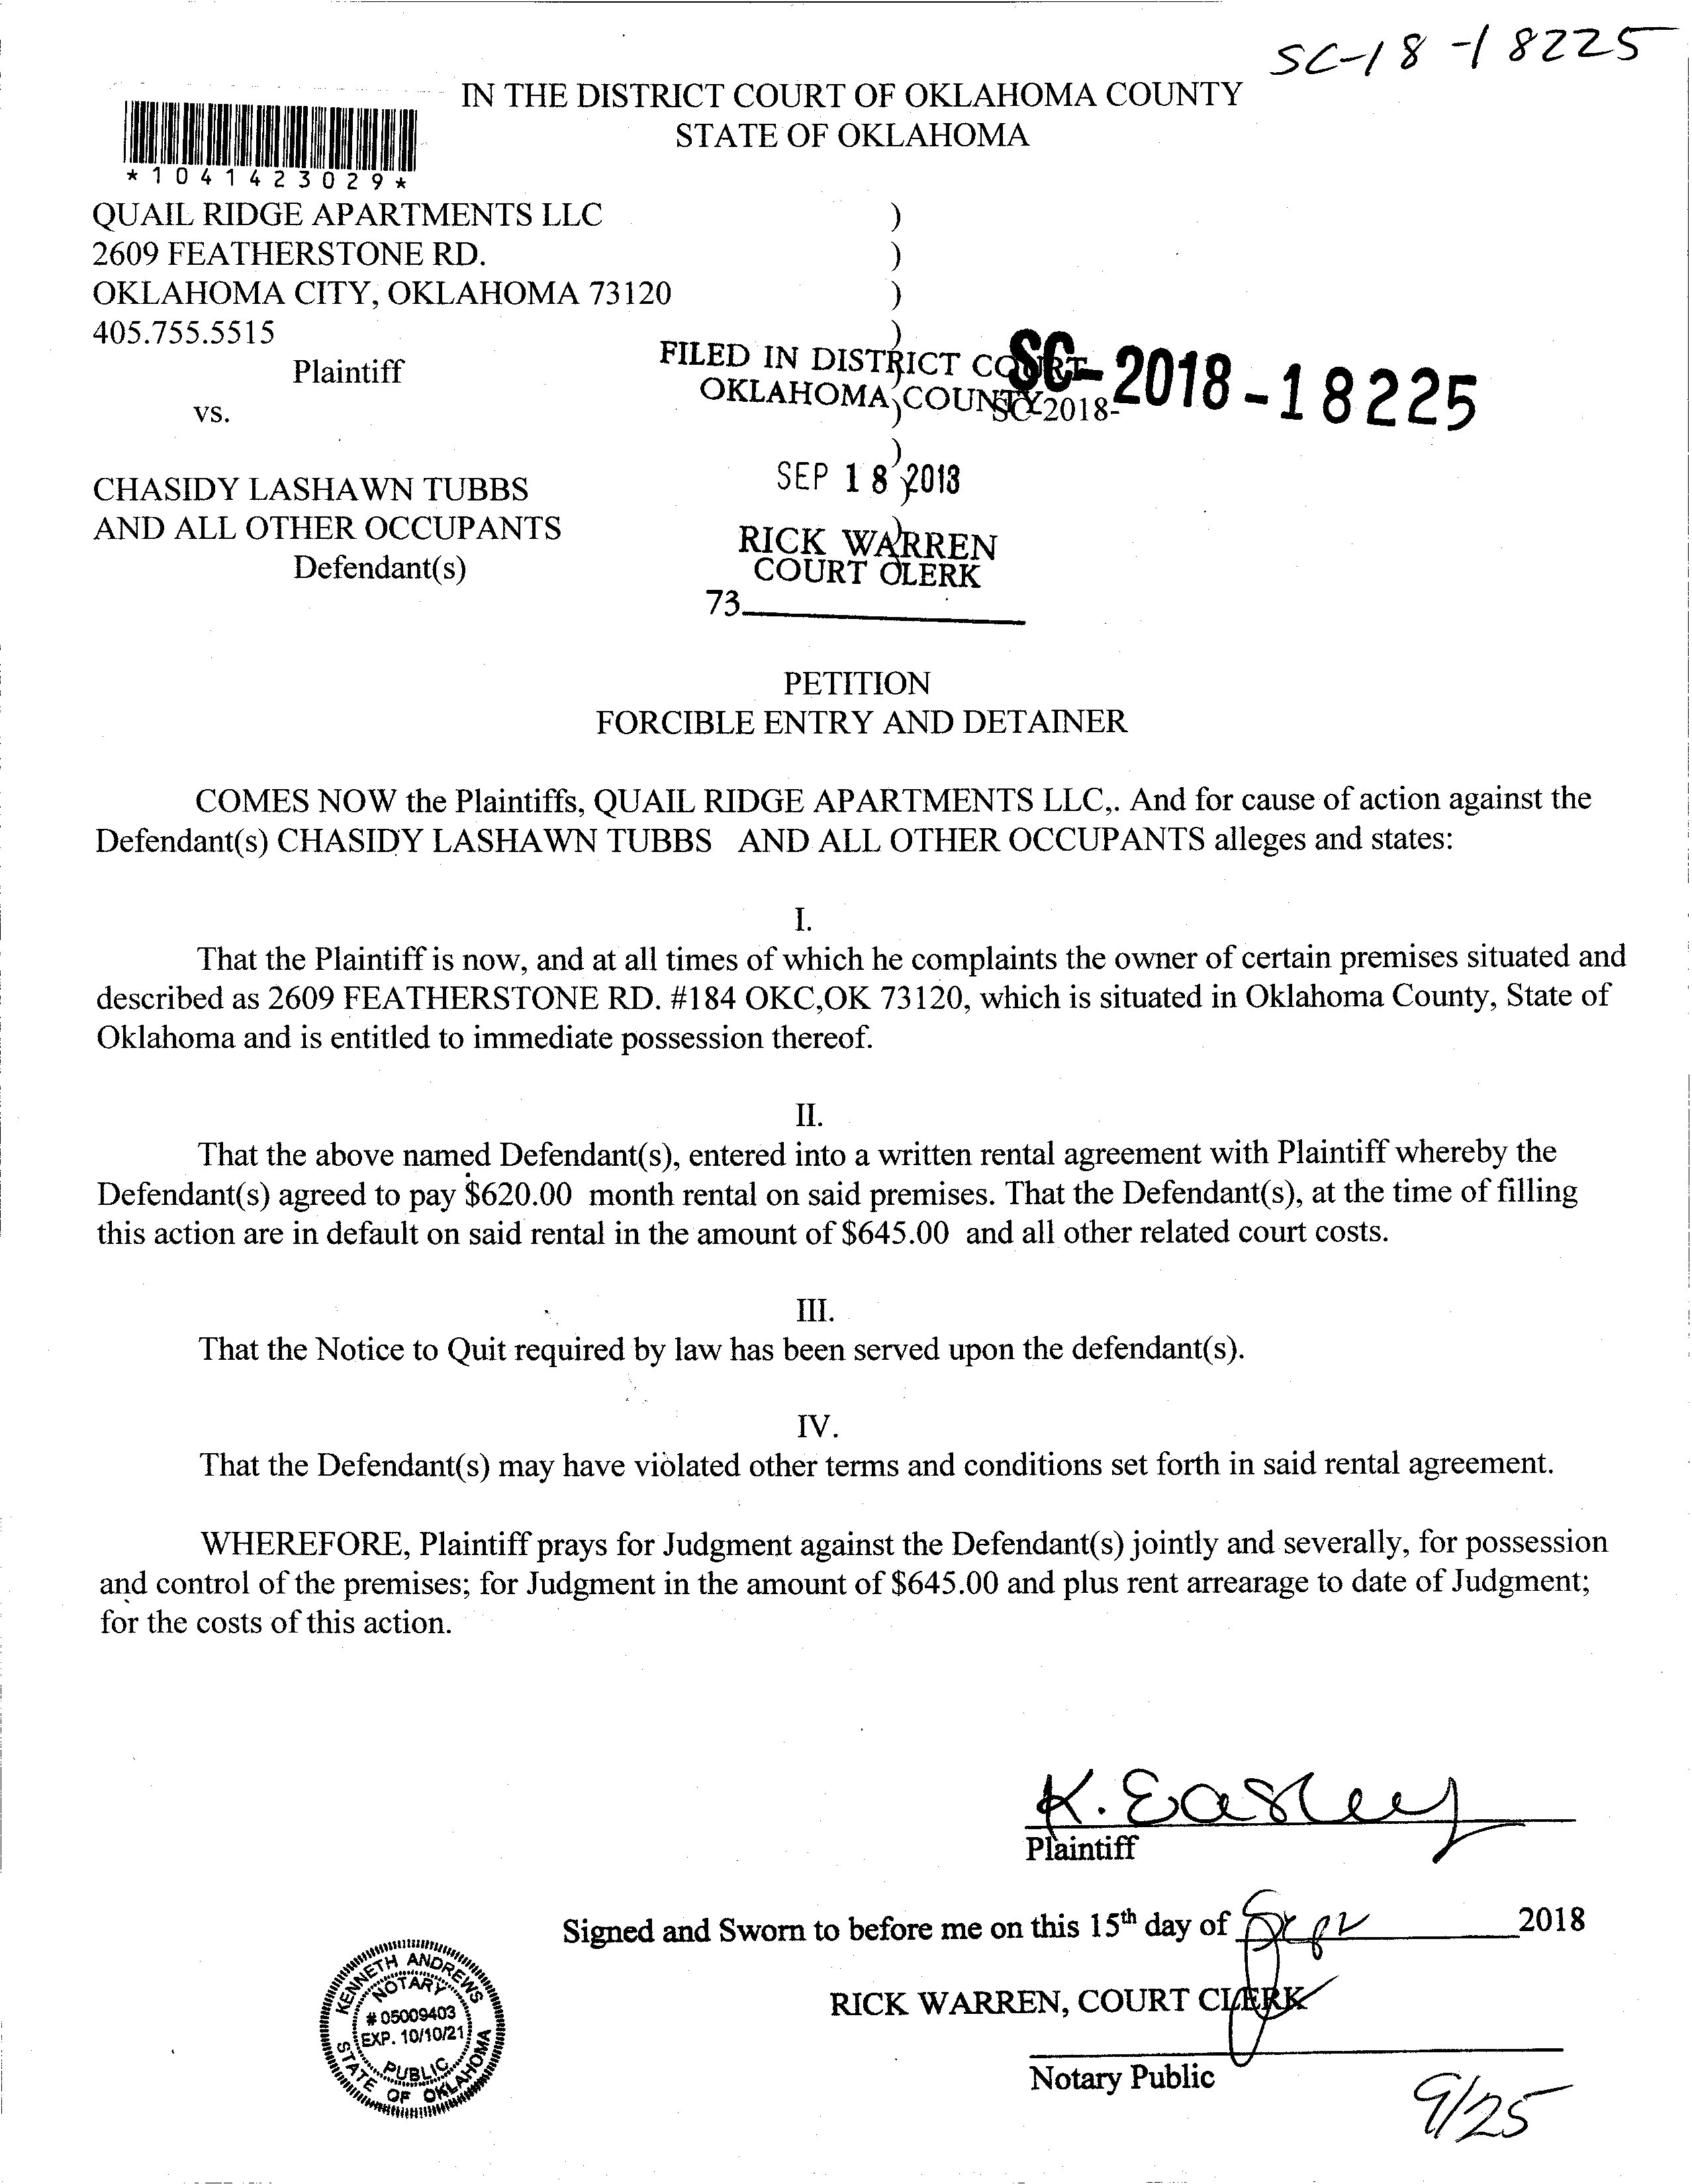 SC-18-18225
IN THE DISTRICT COURT OF OKLAHOMA COUNTY
STATE OF OKLAHOMA
*1041423029*
QUAIL RIDGE APARTMENTS LLC )
2609 FEATHERSTONE RD. )
OKLAHOMA CITY, OKLAHOMA 73120 )
405.755.5515 )
Plaintiff
FILED IN DISTRICT COURT
OKLAHOMA COUNTY
SC-2018-18225
SC-2018-
vs.
SEP 18 2018
CHASIDY LASHAWN TUBBS
AND ALL OTHER OCCUPANTS
Defendant(s)
RICK WARREN
COURT CLERK
73
PETITION
FORCIBLE ENTRY AND DETAINER
COMES NOW the Plaintiffs, QUAIL RIDGE APARTMENTS LLC,. And for cause of action against the
Defendant(s) CHASIDY LASHAWN TUBBS AND ALL OTHER OCCUPANTS alleges and states:
I.
That the Plaintiff is now, and at all times of which he complaints the owner of certain premises situated and
described as 2609 FEATHERSTONE RD. #184 OKC,OK 73120, which is situated in Oklahoma County, State of
Oklahoma and is entitled to immediate possession thereof.
II.
That the above named Defendant(s), entered into a written rental agreement with Plaintiff whereby the
Defendant(s) agreed to pay $620.00 month rental on said premises. That the Defendant(s), at the time of filling
this action are in default on said rental in the amount of $645.00 and all other related court costs.
III.
That the Notice to Quit required by law has been served upon the defendant(s).
IV.
That the Defendant(s) may have violated other terms and conditions set forth in said rental agreement.
WHEREFORE, Plaintiff prays for Judgment against the Defendant(s) jointly and severally, for possession
and control of the premises; for Judgment in the amount of $645.00 and plus rent arrearage to date of Judgment;
for the costs of this action.
K. Easley
Plaintiff
Signed and Sworn to before me on this 15th day of Sept 2018
RICK WARREN, COURT CLERK
Notary Public
KENNETH ANDREWS
NOTARY
# 05009403
EXP. 10/10/21
PUBLIC
STATE OF OKLAHOMA
9/25